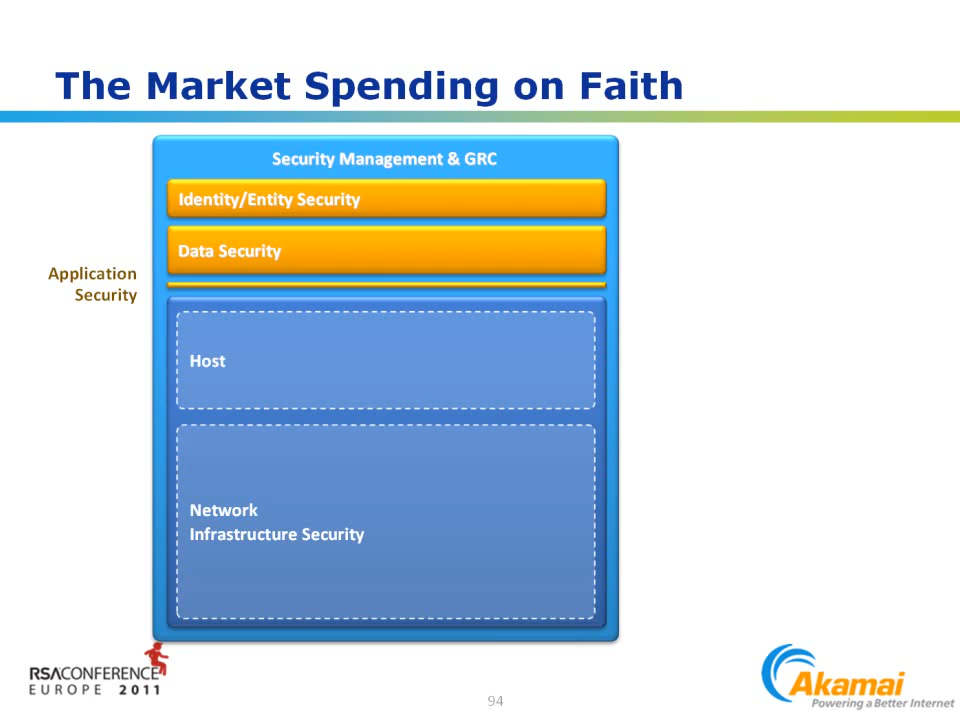 The Market Spending on Faith
Security Management & GRC
Identity/Entity Security
Data Security
Application
Security
Host
Network
Infrastructure Security
RSACONFERENCE
EUROPE 2011
94
Akamai
Powering a Better Internet